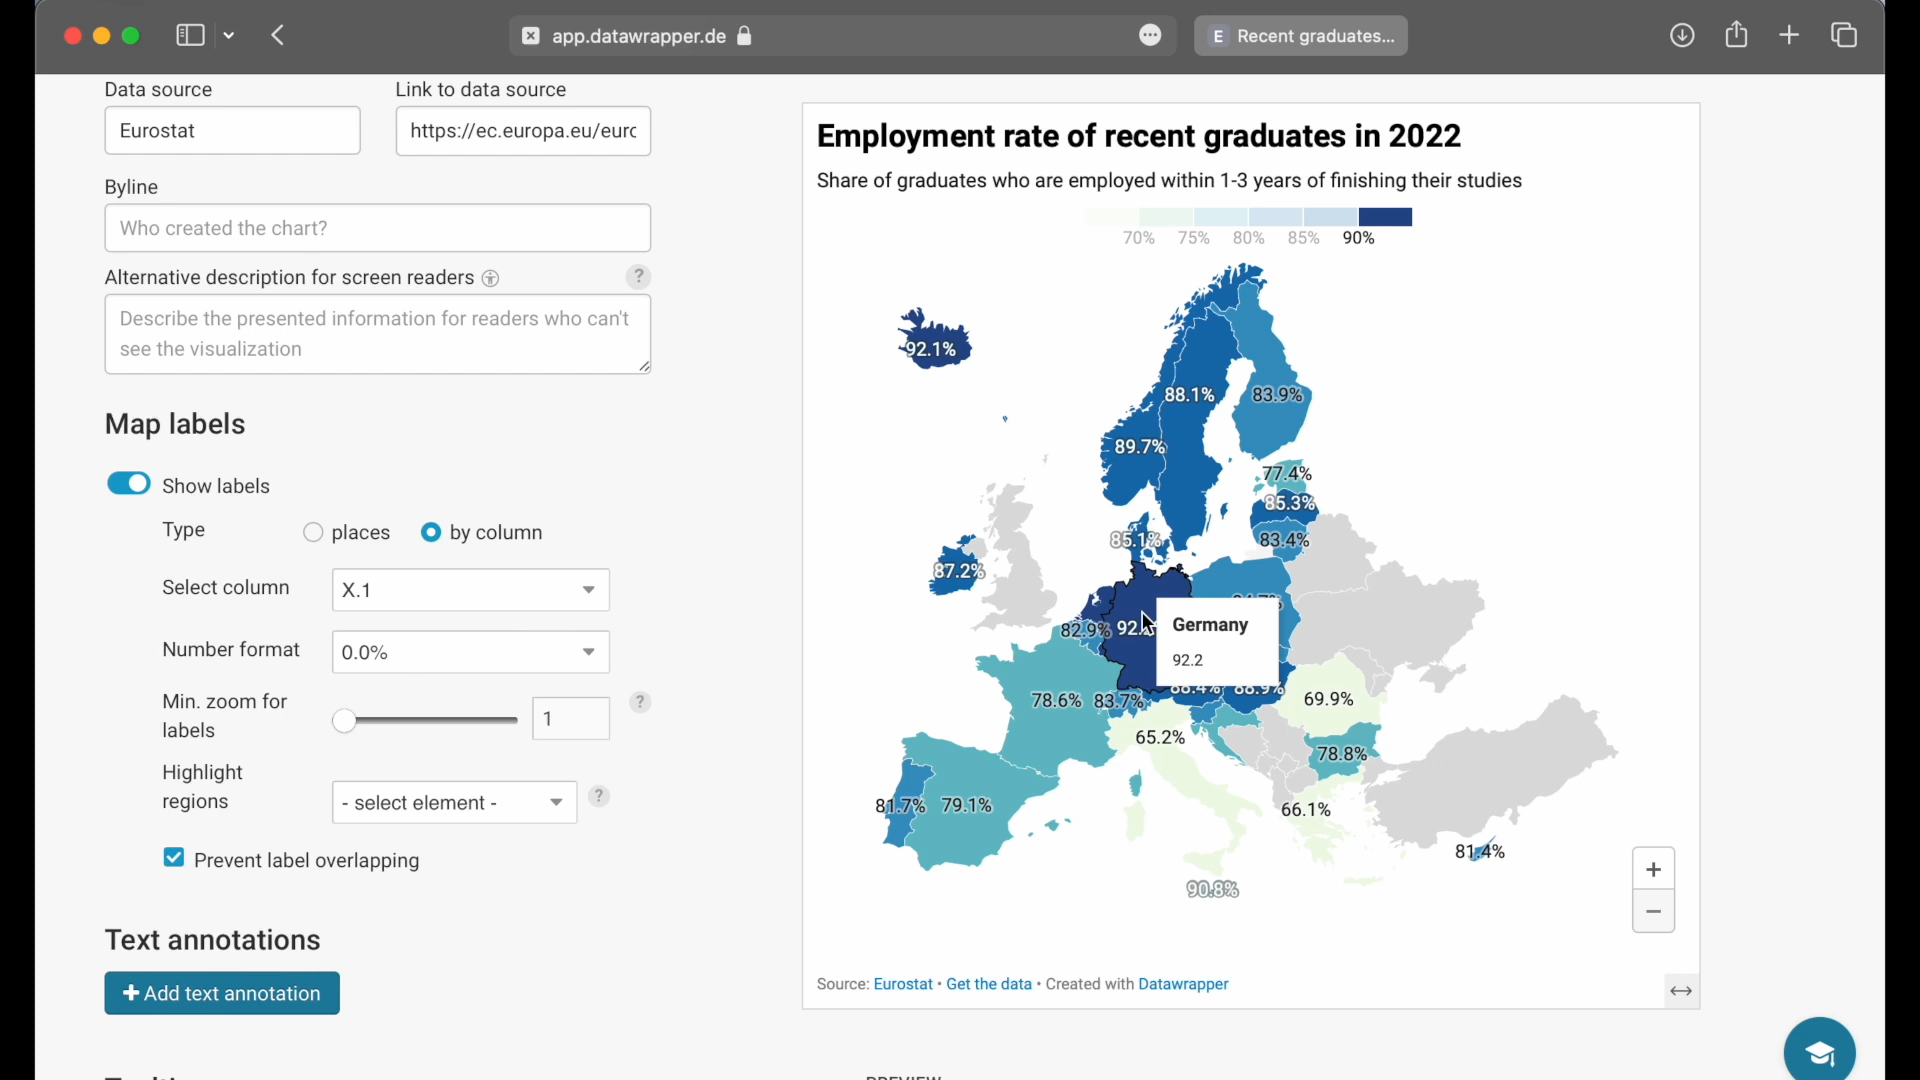 app.datawrapper.de
E Recent graduates...
Data source
Link to data source
Eurostat
https://ec.europa.eu/eurc
Byline
Who created the chart?
Alternative description for screen readers
?
Describe the presented information for readers who can't
see the visualization
Map labels
Show labels
Type
places
by column
Select column
X.1
Number format
0.0%
Min. zoom for
labels
1
?
Highlight
regions
- select element -
?
Prevent label overlapping
Text annotations
+ Add text annotation
Employment rate of recent graduates in 2022
Share of graduates who are employed within 1-3 years of finishing their studies
70% 75% 80% 85% 90%
92.1%
88.1%
83.9%
89.7%
77.4%
85.3%
85.1%
83.4%
87.2%
82.9%
Germany
92.2
88.4%
88.9%
78.6%
83.7%
69.9%
65.2%
78.8%
81.7%
79.1%
66.1%
81.4%
90.8%
+
−
Source: Eurostat • Get the data • Created with Datawrapper
PREVIEW